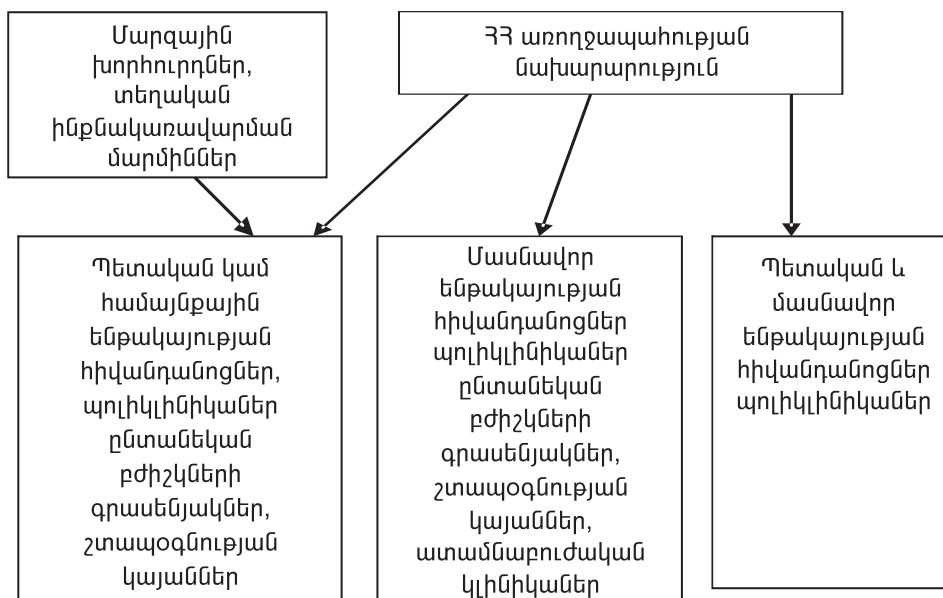 Մարզային
խորհուրդներ,
տեղական
ինքնակառավարման
մարմիններ
ՀՀ առողջապահության
նախարարություն
Պետական կամ
համայնքային
ենթակայության
հիվանդանոցներ,
պոլիկլինիկաներ
ընտանեկան
բժիշկների
գրասենյակներ,
շտապօգնության
կայաններ
Մասնավոր
ենթակայության
հիվանդանոցներ
պոլիկլինիկաներ
ընտանեկան
բժիշկների
գրասենյակներ,
շտապօգնության
կայաններ,
ատամնաբուժական
կլինիկաներ
Պետական և
մասնավոր
ենթակայության
հիվանդանոցներ
պոլիկլինիկաներ